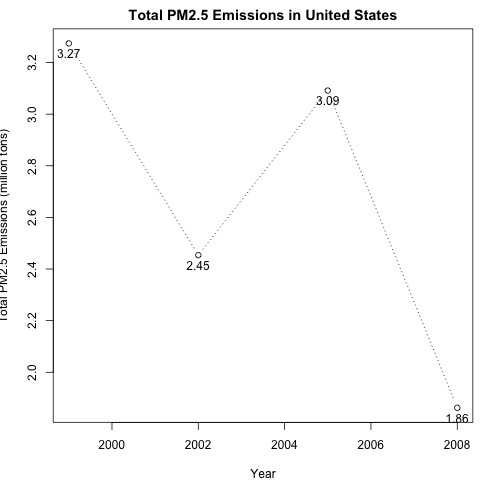 Total PM2.5 Emissions in United States
Total PM2.5 Emissions (million tons)
3.2
3.0
2.8
2.6
2.4
2.2
2.0
3.27
2.45
3.09
1.86
2000 2002 2004 2006 2008
Year